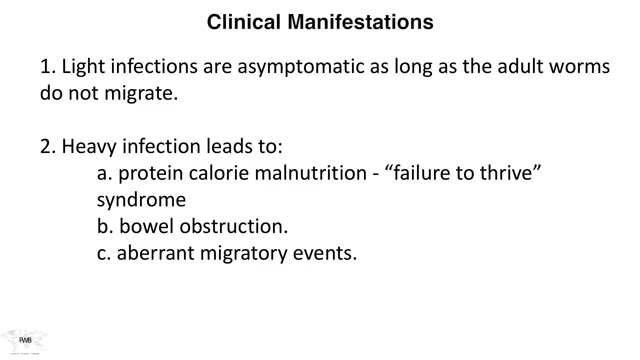 Clinical Manifestations
1. Light infections are asymptomatic as long as the adult worms
do not migrate.
2. Heavy infection leads to:
a. protein calorie malnutrition - “failure to thrive”
syndrome
b. bowel obstruction.
c. aberrant migratory events.
PWB